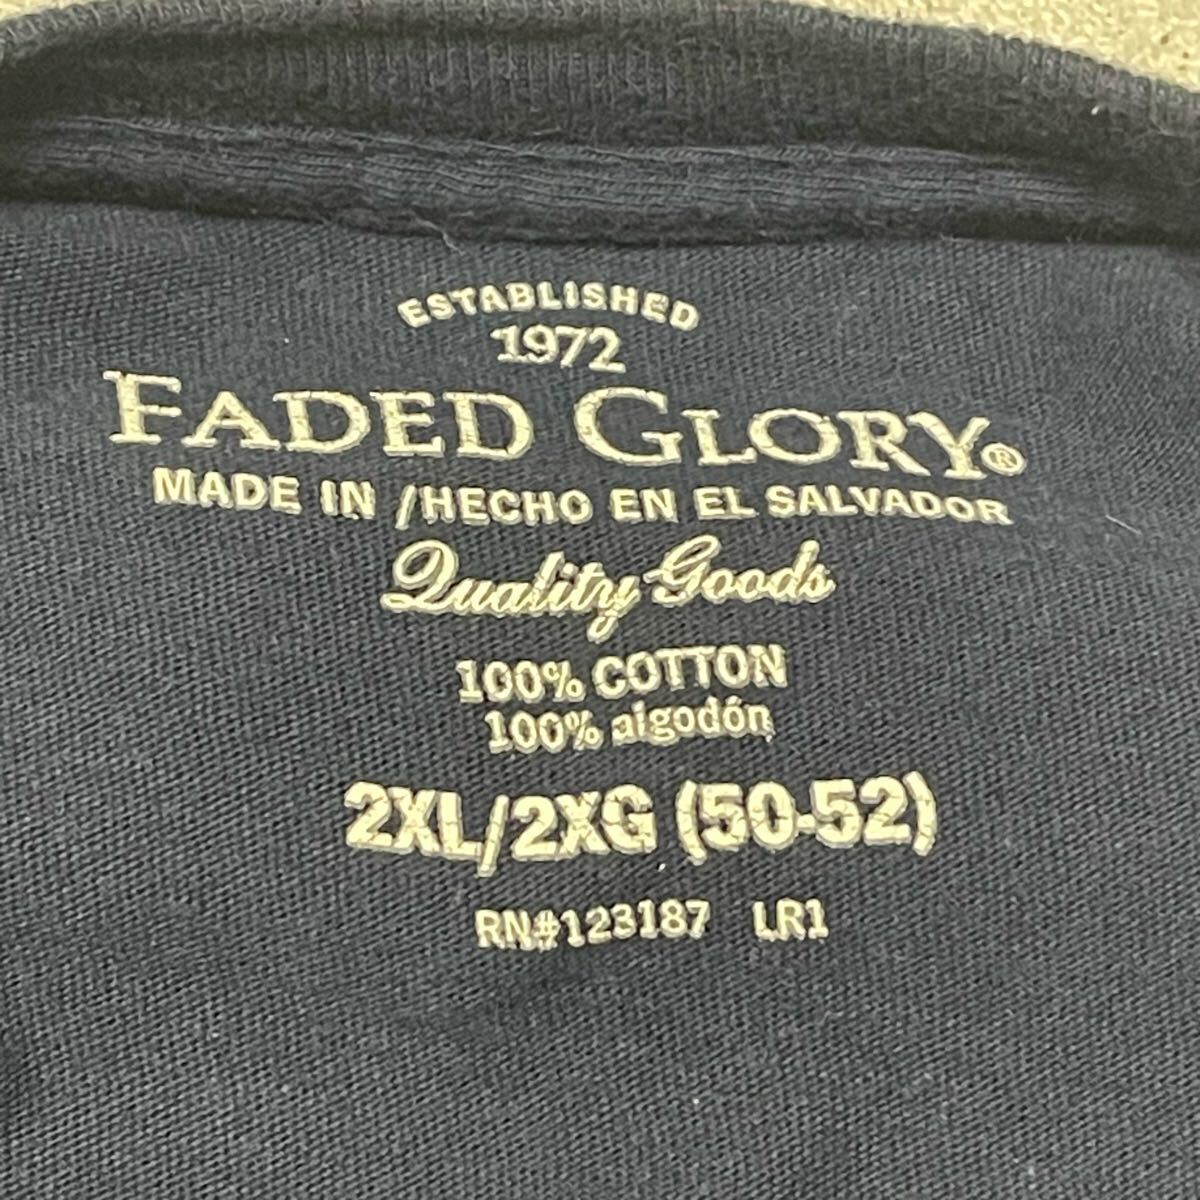 ESTABLISHED
1972
FADED GLORY®
MADE IN /HECHO EN EL SALVADOR
Quality Goods
100% COTTON
100% algodón
2XL/2XG (50-52)
RN#123187 LR1